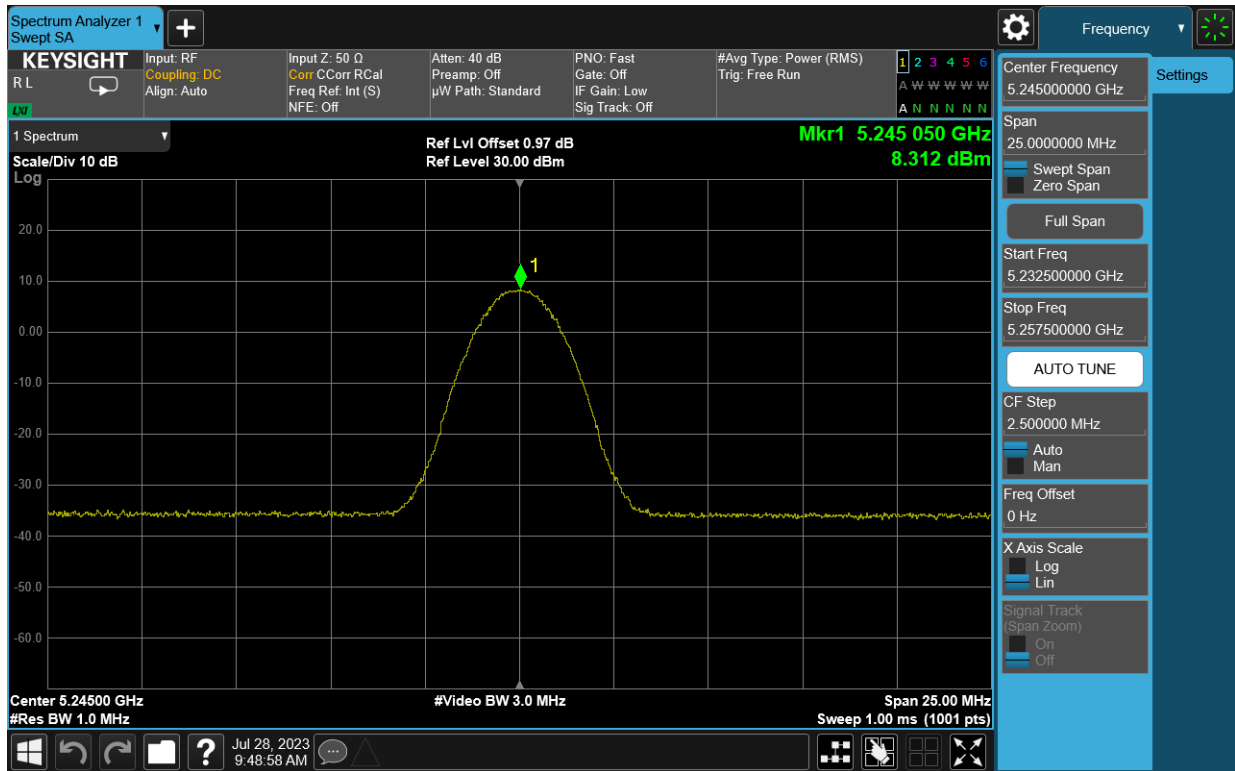 Spectrum Analyzer 1
Swept SA
Frequency
KEYSIGHT
R L
LXI
Input: RF
Coupling: DC
Align: Auto
Input Z: 50 Ω
Corr CCorr RCal
Freq Ref: Int (S)
NFE: Off
Atten: 40 dB
Preamp: Off
µW Path: Standard
PNO: Fast
Gate: Off
IF Gain: Low
Sig Track: Off
#Avg Type: Power (RMS)
Trig: Free Run
1 2 3 4 5 6
A W W W W W
A N N N N N
1 Spectrum
Scale/Div 10 dB
Log
Ref Lvl Offset 0.97 dB
Ref Level 30.00 dBm
Mkr1 5.245 050 GHz
8.312 dBm
1
20.0
10.0
0.00
-10.0
-20.0
-30.0
-40.0
-50.0
-60.0
Center 5.24500 GHz
#Res BW 1.0 MHz
#Video BW 3.0 MHz
Span 25.00 MHz
Sweep 1.00 ms (1001 pts)
Center Frequency
5.245000000 GHz
Settings
Span
25.0000000 MHz
Swept Span
Zero Span
Full Span
Start Freq
5.232500000 GHz
Stop Freq
5.257500000 GHz
AUTO TUNE
CF Step
2.500000 MHz
Auto
Man
Freq Offset
0 Hz
X Axis Scale
Log
Lin
Signal Track
(Span Zoom)
On
Off
?
Jul 28, 2023
9:48:58 AM